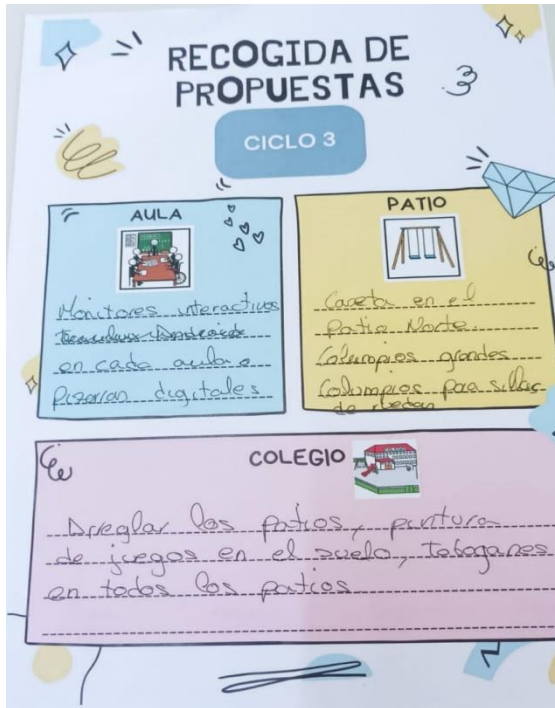 RECOGIDA DE
PROPUESTAS
CICLO 3
AULA
Monitores interactivos
en cada aula o
pizarras digitales
PATIO
en el
Patio Norte.
Columpios grandes
Columpios para sillas
de ruedas
COLEGIO
Arreglar los patios, pintura
de juegos en el suelo, toboganes
en todos los patios